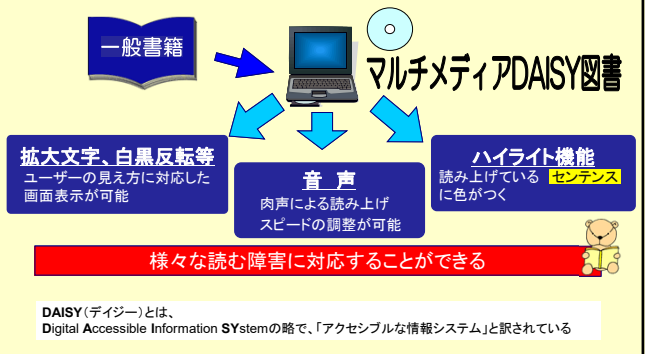 一般書籍
マルチメディアDAISY図書
拡大文字、白黒反転等
ユーザーの見え方に対応した
画面表示が可能
音 声
肉声による読み上げ
スピードの調整が可能
ハイライト機能
読み上げている センテンス
に色がつく
様々な読む障害に対応することができる
DAISY(デイジー)とは、
Digital Accessible Information SYstemの略で、「アクセシブルな情報システム」と訳されている